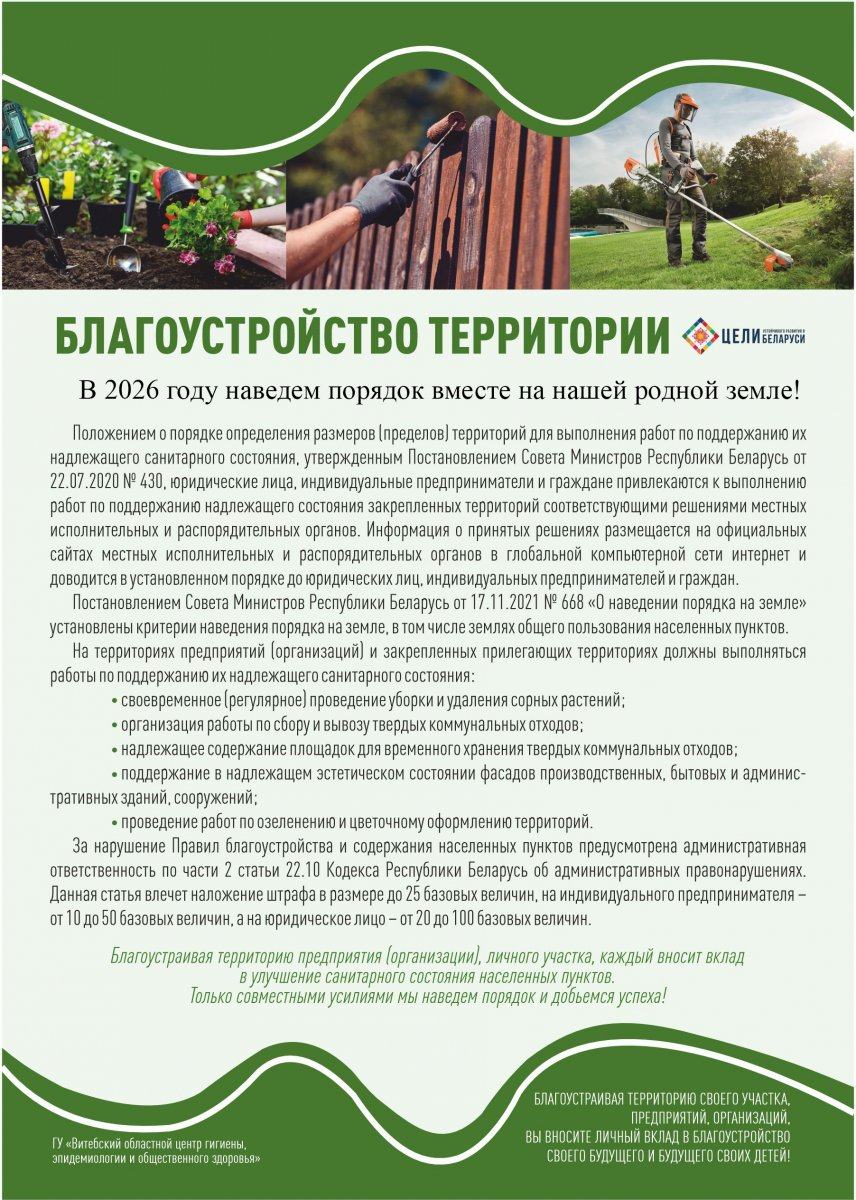 БЛАГОУСТРОЙСТВО ТЕРРИТОРИИ
ЦЕЛИ УСТОЙЧИВОГО РАЗВИТИЯ В БЕЛАРУСИ
В 2026 году наведем порядок вместе на нашей родной земле!
Положением о порядке определения размеров (пределов) территорий для выполнения работ по поддержанию их
надлежащего санитарного состояния, утвержденным Постановлением Совета Министров Республики Беларусь от
22.07.2020 № 430, юридические лица, индивидуальные предприниматели и граждане привлекаются к выполнению
работ по поддержанию надлежащего состояния закрепленных территорий соответствующими решениями местных
исполнительных и распорядительных органов. Информация о принятых решениях размещается на официальных
сайтах местных исполнительных и распорядительных органов в глобальной компьютерной сети интернет и
доводится в установленном порядке до юридических лиц, индивидуальных предпринимателей и граждан.
Постановлением Совета Министров Республики Беларусь от 17.11.2021 № 668 «О наведении порядка на земле»
установлены критерии наведения порядка на земле, в том числе землях общего пользования населенных пунктов.
На территориях предприятий (организаций) и закрепленных прилегающих территориях должны выполняться
работы по поддержанию их надлежащего санитарного состояния:
• своевременное (регулярное) проведение уборки и удаления сорных растений;
• организация работы по сбору и вывозу твердых коммунальных отходов;
• надлежащее содержание площадок для временного хранения твердых коммунальных отходов;
• поддержание в надлежащем эстетическом состоянии фасадов производственных, бытовых и админис-
тративных зданий, сооружений;
• проведение работ по озеленению и цветочному оформлению территорий.
За нарушение Правил благоустройства и содержания населенных пунктов предусмотрена административная
ответственность по части 2 статьи 22.10 Кодекса Республики Беларусь об административных правонарушениях.
Данная статья влечет наложение штрафа в размере до 25 базовых величин, на индивидуального предпринимателя –
от 10 до 50 базовых величин, а на юридическое лицо – от 20 до 100 базовых величин.
Благоустраивая территорию предприятия (организации), личного участка, каждый вносит вклад
в улучшение санитарного состояния населенных пунктов.
Только совместными усилиями мы наведем порядок и добьемся успеха!
ГУ «Витебский областной центр гигиены,
эпидемиологии и общественного здоровья»
БЛАГОУСТРАИВАЯ ТЕРРИТОРИЮ СВОЕГО УЧАСТКА,
ПРЕДПРИЯТИЙ, ОРГАНИЗАЦИЙ,
ВЫ ВНОСИТЕ ЛИЧНЫЙ ВКЛАД В БЛАГОУСТРОЙСТВО
СВОЕГО БУДУЩЕГО И БУДУЩЕГО СВОИХ ДЕТЕЙ!